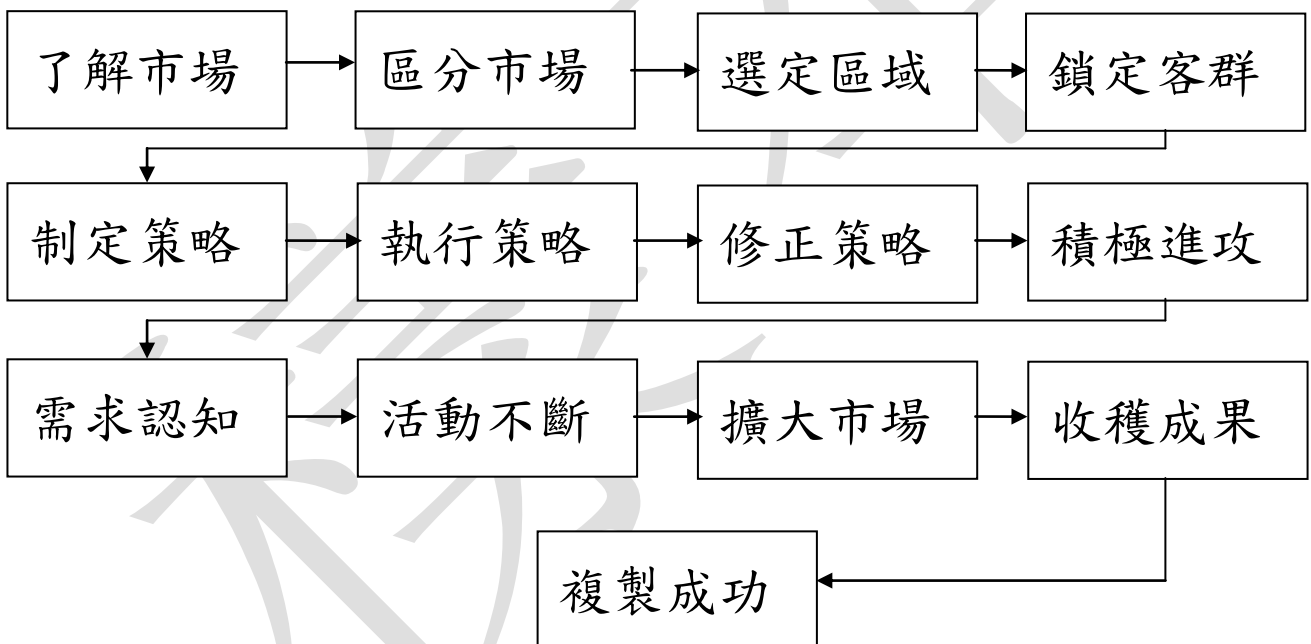 了解市場 區分市場 選定區域 鎖定客群
制定策略 執行策略 修正策略 積極進攻
需求認知 活動不斷 擴大市場 收穫成果
複製成功